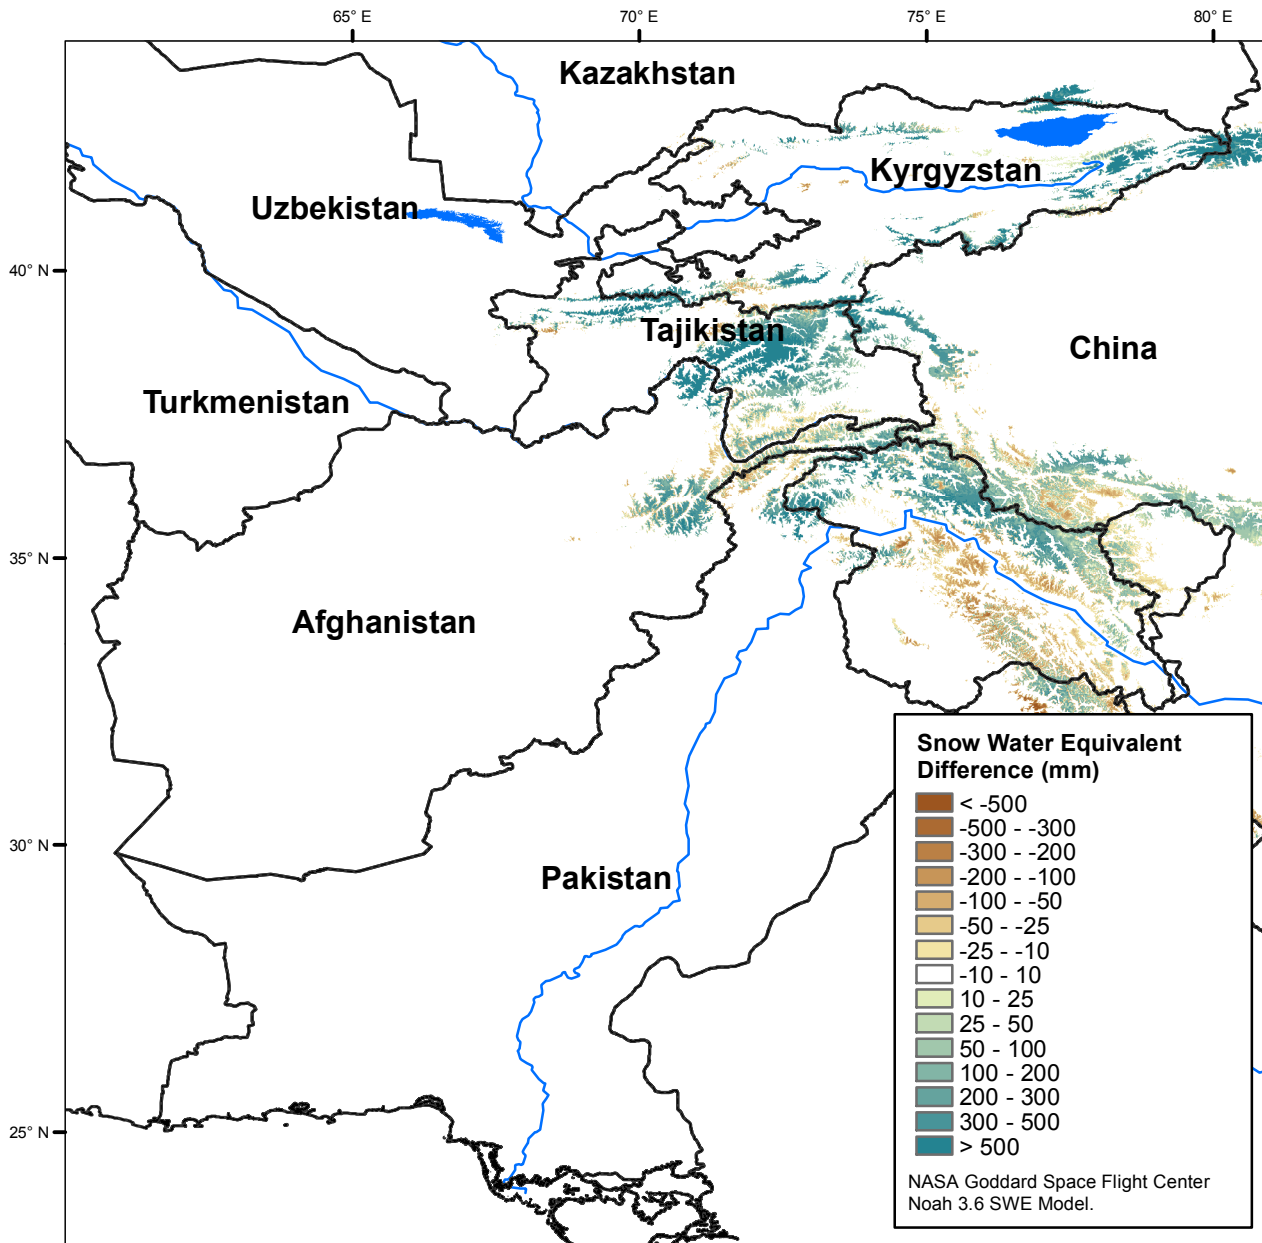 65° E
70° E
75° E
80° E
Kazakhstan
Kyrgyzstan
Uzbekistan
40° N
Tajikistan
China
Turkmenistan
35° N
Afghanistan
30° N
Pakistan
25° N
Snow Water Equivalent
Difference (mm)
< -500
-500 - -300
-300 - -200
-200 - -100
-100 - -50
-50 - -25
-25 - -10
-10 - 10
10 - 25
25 - 50
50 - 100
100 - 200
200 - 300
300 - 500
> 500
NASA Goddard Space Flight Center
Noah 3.6 SWE Model.